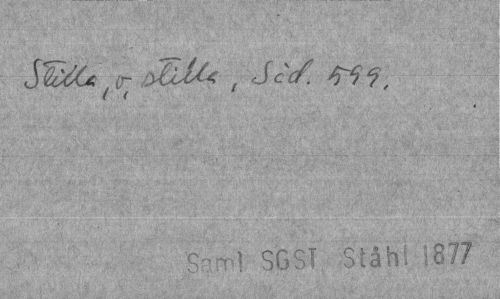 Stilla, v, stilla, Sid. 599.
Saml SGST Ståhl 1877